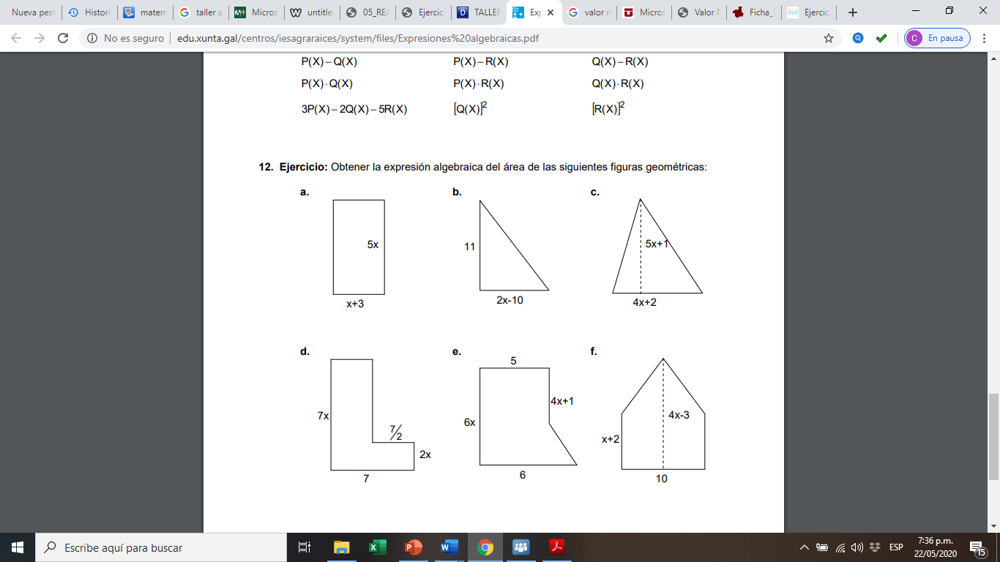 Nueva pest
Histori
matem
taller a
Micros
untitle
05_REA
Ejercic
TALLER
Exp
valor n
Micros
Valor N
Ficha_
Ejercic
No es seguro | edu.xunta.gal/centros/iesagraraices/system/files/Expresiones%20algebraicas.pdf
C En pausa
P(X) – Q(X) P(X) – R(X) Q(X) – R(X)
P(X) · Q(X) P(X) · R(X) Q(X) · R(X)
3P(X) – 2Q(X) – 5R(X) [Q(X)]² [R(X)]²
12. Ejercicio: Obtener la expresión algebraica del área de las siguientes figuras geométricas:
a. b. c.
5x
x+3
11
2x-10
5x+1
4x+2
d. e. f.
7x
7/2
2x
7
5
4x+1
6x
6
4x-3
x+2
10
Escribe aquí para buscar
ESP
7:36 p.m.
22/05/2020
15